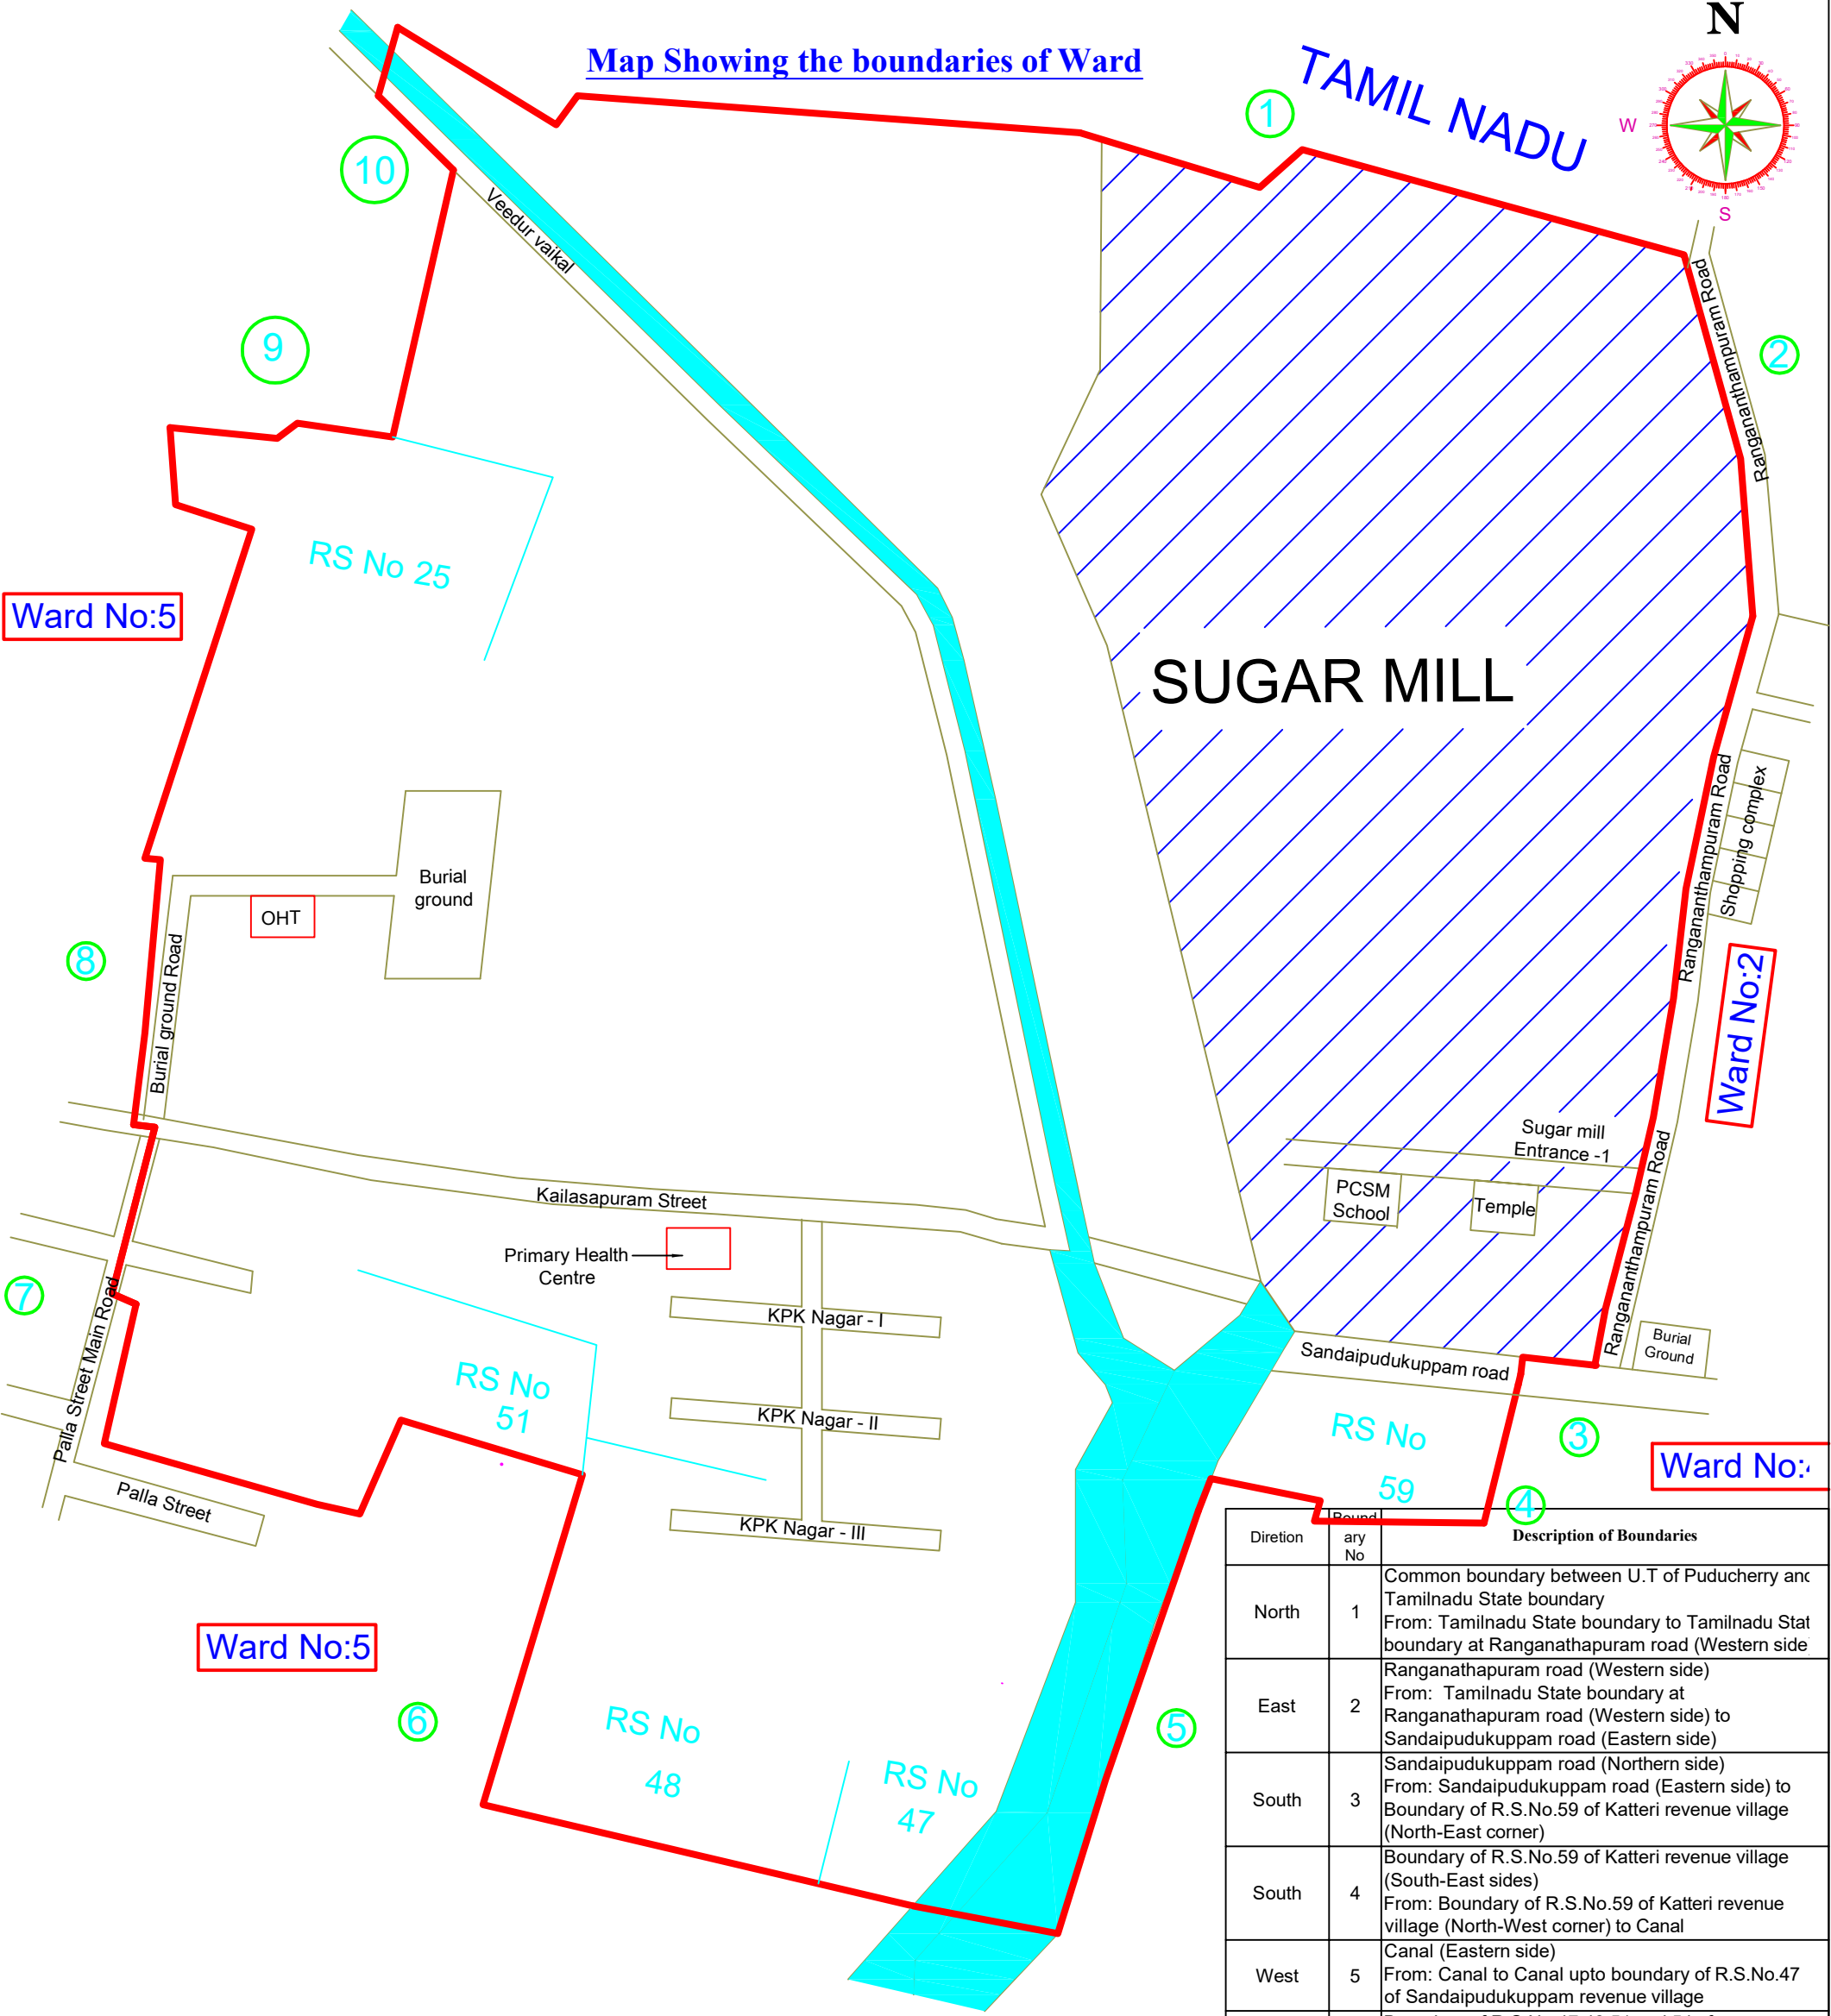 Map Showing the boundaries of Ward
N
W
S
TAMIL NADU
1
10
Veedur vaikal
9
2
Rangananthampuram Road
RS No 25
Ward No:5
SUGAR MILL
Rangananthampuram Road
Shopping complex
Burial
ground
OHT
8
Burial ground Road
Ward No:2
Sugar mill
Entrance -1
PCSM
School
Temple
Rangananthampuram Road
Kailasapuram Street
Primary Health
Centre
7
Palla Street Main Road
KPK Nagar - I
Burial
Ground
Sandaipudukuppam road
RS No
51
KPK Nagar - II
RS No
59
3
Ward No:
4
Palla Street
KPK Nagar - III
Ward No:5
6
RS No
48
RS No
47
5
Diretion
Bound
ary
No
Description of Boundaries
North
1
Common boundary between U.T of Puducherry and
Tamilnadu State boundary
From: Tamilnadu State boundary to Tamilnadu Stat
boundary at Ranganathapuram road (Western side
East
2
Ranganathapuram road (Western side)
From: Tamilnadu State boundary at
Ranganathapuram road (Western side) to
Sandaipudukuppam road (Eastern side)
South
3
Sandaipudukuppam road (Northern side)
From: Sandaipudukuppam road (Eastern side) to
Boundary of R.S.No.59 of Katteri revenue village
(North-East corner)
South
4
Boundary of R.S.No.59 of Katteri revenue village
(South-East sides)
From: Boundary of R.S.No.59 of Katteri revenue
village (North-West corner) to Canal
West
5
Canal (Eastern side)
From: Canal to Canal upto boundary of R.S.No.47
of Sandaipudukuppam revenue village